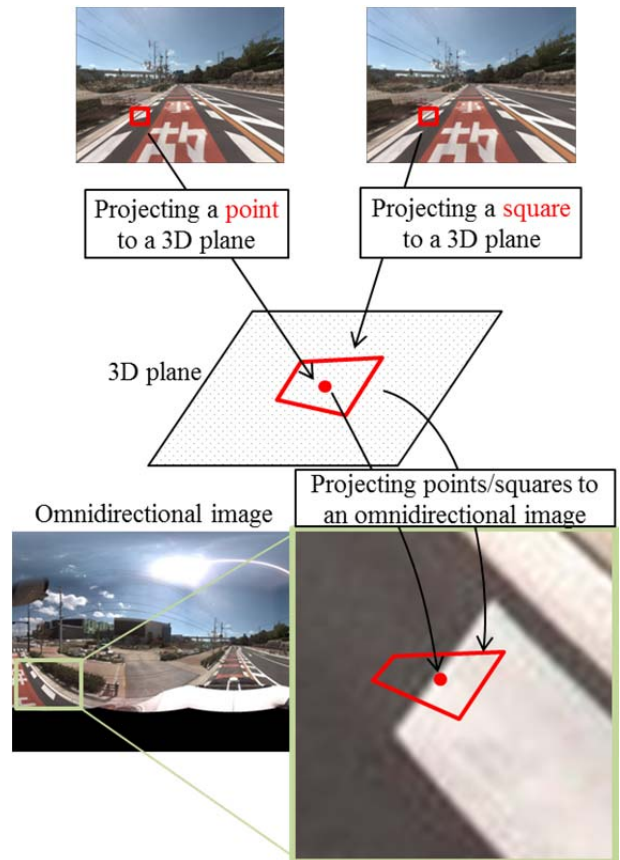 Projecting a point
to a 3D plane
Projecting a square
to a 3D plane
3D plane
Projecting points/squares to
an omnidirectional image
Omnidirectional image